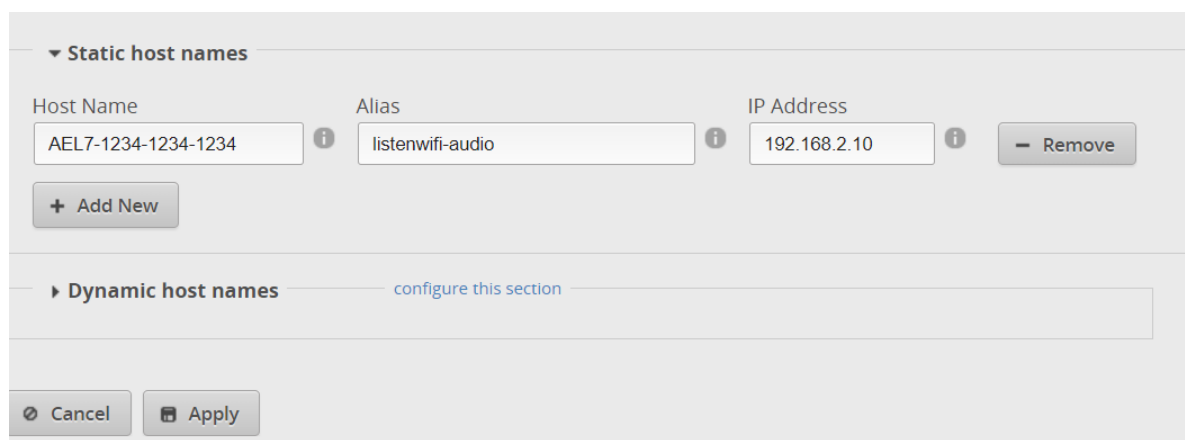 Static host names
Host Name Alias IP Address
AEL7-1234-1234-1234 listenwifi-audio 192.168.2.10 Remove
Add New
Dynamic host names configure this section
Cancel Apply